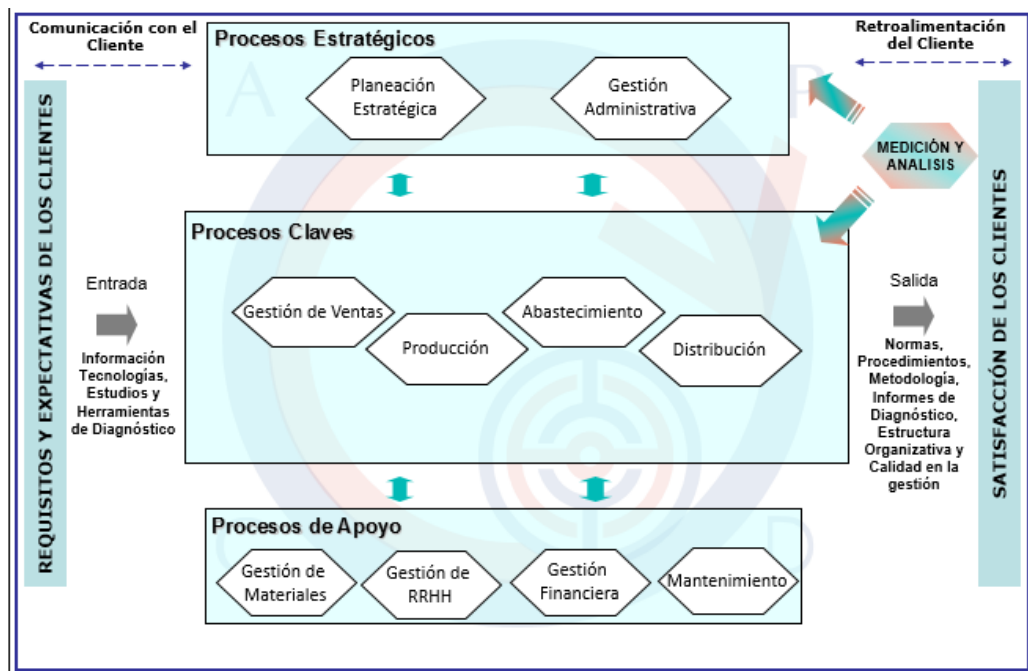 Comunicación con el
Cliente
Procesos Estratégicos
Retroalimentación
del Cliente
Planeación
Estratégica
Gestión
Administrativa
MEDICIÓN Y
ANALISIS
REQUISITOS Y EXPECTATIVAS DE LOS CLIENTES
SATISFACCIÓN DE LOS CLIENTES
Procesos Claves
Entrada
Información
Tecnologías,
Estudios y
Herramientas
de Diagnóstico
Gestión de Ventas
Producción
Abastecimiento
Distribución
Salida
Normas,
Procedimientos,
Metodología,
Informes de
Diagnóstico,
Estructura
Organizativa y
Calidad en la
gestión
Procesos de Apoyo
Gestión de
Materiales
Gestión de
RRHH
Gestión
Financiera
Mantenimiento
A
P
D